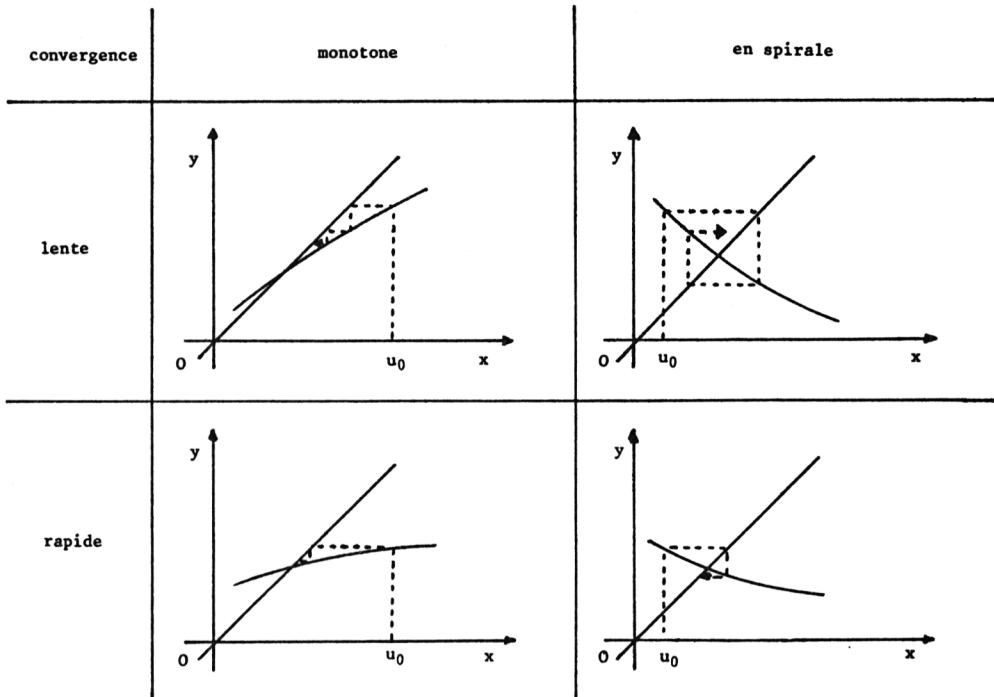 convergence
monotone
en spirale
lente
y
O
u₀
x
y
O
u₀
x
rapide
y
O
u₀
x
y
O
u₀
x